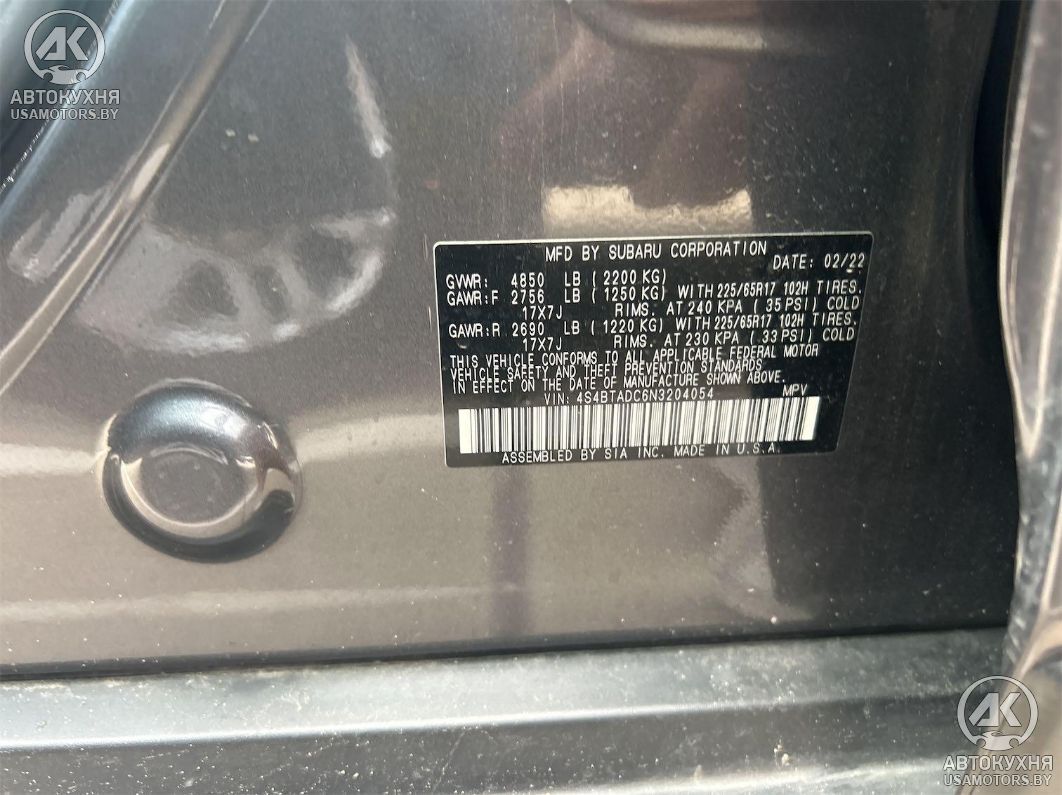 АК
АВТОКУХНЯ
USAMOTORS.BY
MFD BY SUBARU CORPORATION
DATE: 02/22
GVWR: 4850 LB (2200 KG)
GAWR:F 2756 LB (1250 KG) WITH 225/65R17 102H TIRES.
17X7J RIMS. AT 240 KPA (35 PSI) COLD
GAWR:R 2690 LB (1220 KG) WITH 225/65R17 102H TIRES.
17X7J RIMS. AT 230 KPA (33 PSI) COLD
THIS VEHICLE CONFORMS TO ALL APPLICABLE FEDERAL MOTOR
VEHICLE SAFETY AND THEFT PREVENTION STANDARDS
IN EFFECT ON THE DATE OF MANUFACTURE SHOWN ABOVE.
VIN: 4S4BTADC6N3204054 MPV
ASSEMBLED BY SIA INC. MADE IN U.S.A.
АК
АВТОКУХНЯ
USAMOTORS.BY